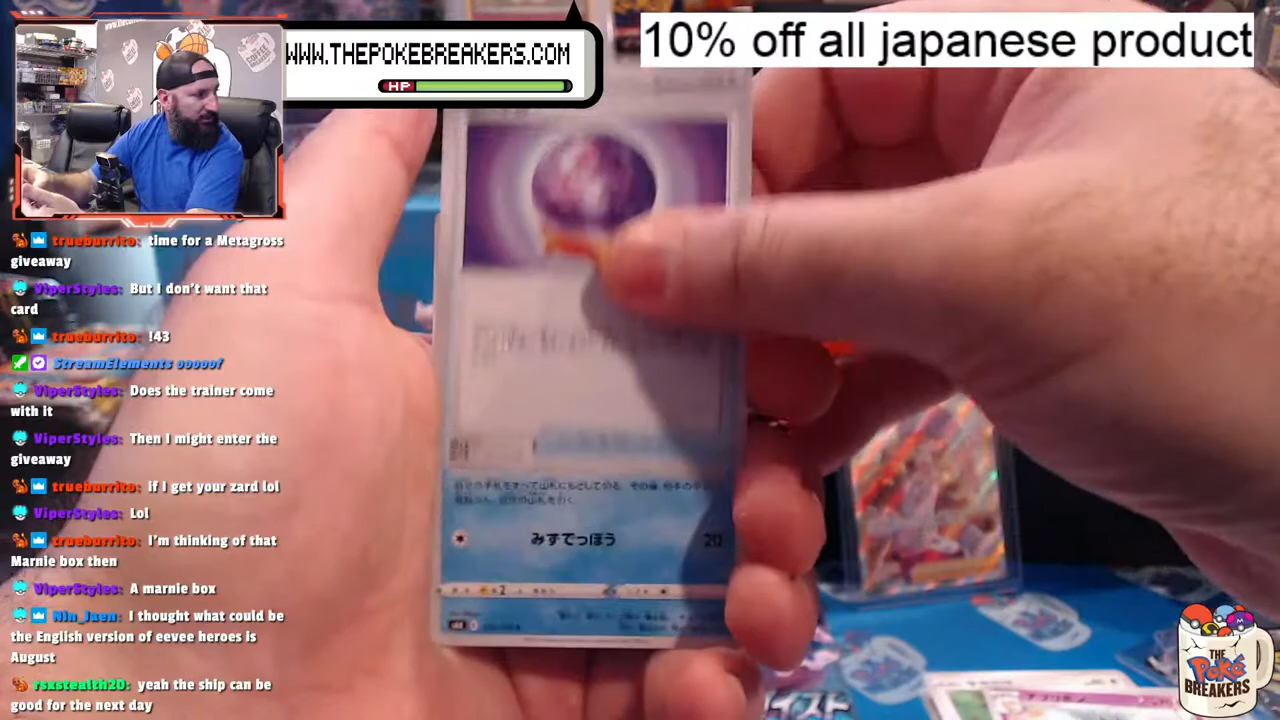 WWW.THEPOKEBREAKERS.COM
HP
10% off all japanese product
trueburrito: time for a Metagross
giveaway
ViperStyles: But I don't want that
card
trueburrito: !43
StreamElements ooooof
ViperStyles: Does the trainer come
with it
ViperStyles: Then I might enter the
giveaway
trueburrito: if I get your zard lol
ViperStyles: Lol
trueburrito: I'm thinking of that
Marnie box then
ViperStyles: A marnie box
Nin_Jaen: I thought what could be
the English version of eevee heroes is
August
rsxstealth20: yeah the ship can be
good for the next day
みずでっぽう 20
THE
Poké
BREAKERS